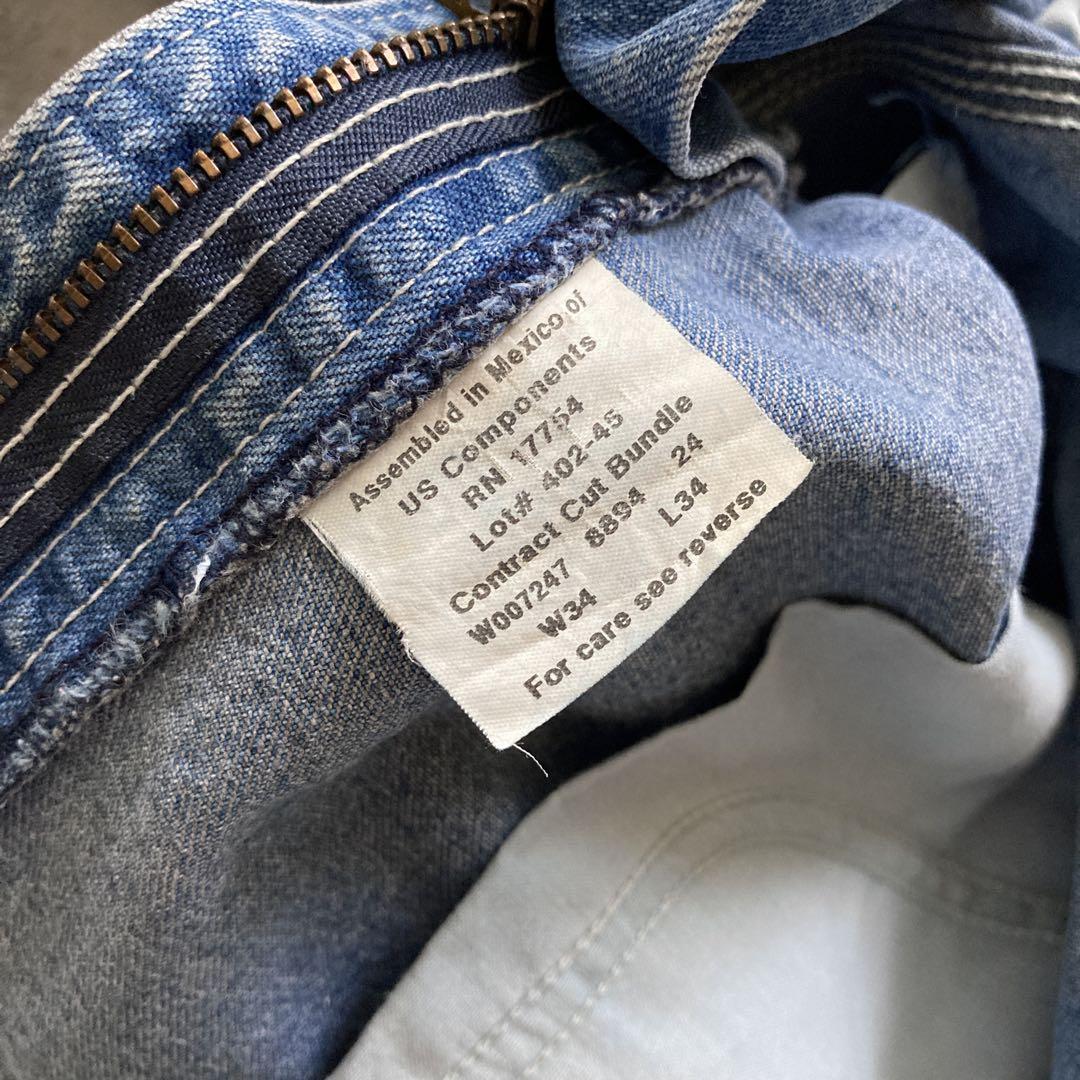 Assembled in Mexico of
US Components
RN 17754
Lot# 402-4S
Contract Cut Bundle
W007247 8894 24
W34 L34
For care see reverse